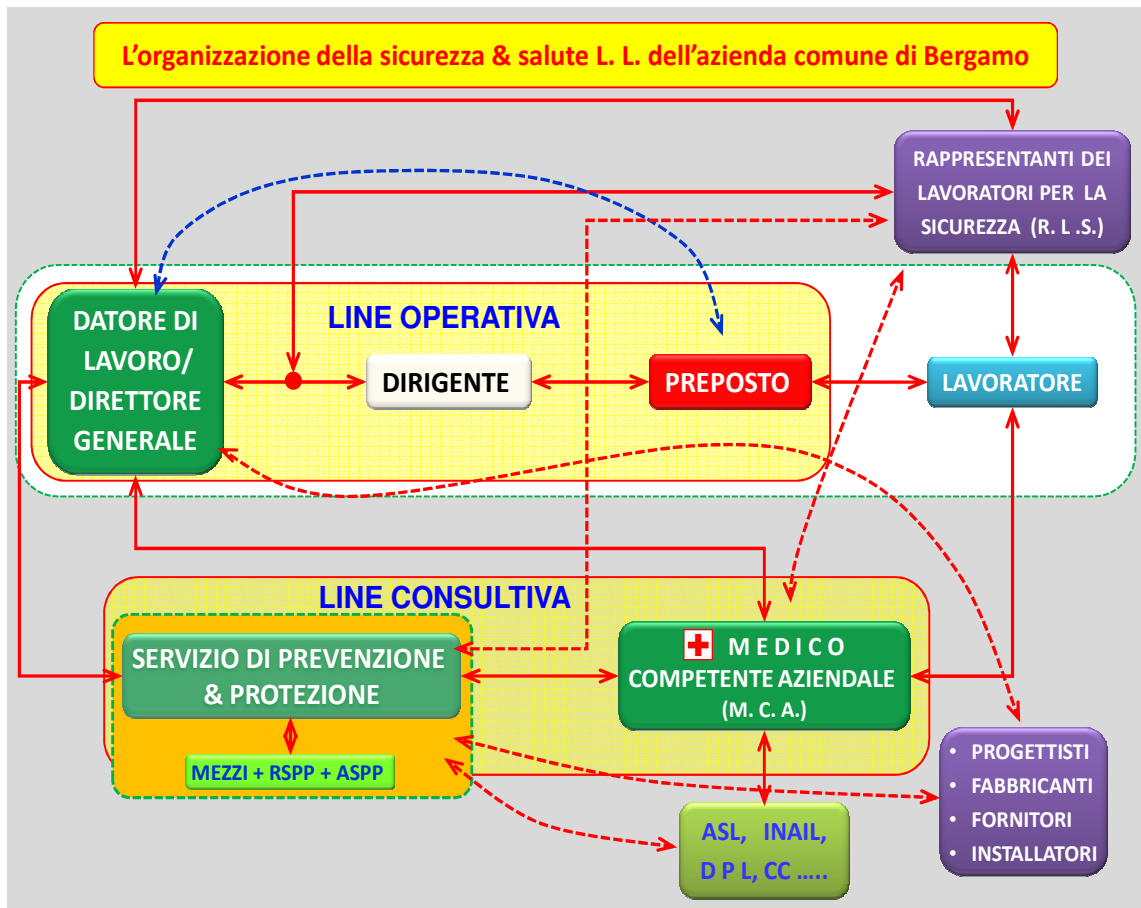 L'organizzazione della sicurezza & salute L. L. dell'azienda comune di Bergamo
RAPPRESENTANTI DEI
LAVORATORI PER LA
SICUREZZA (R. L .S.)
LINE OPERATIVA
DATORE DI
LAVORO/
DIRETTORE
GENERALE
DIRIGENTE
PREPOSTO
LAVORATORE
LINE CONSULTIVA
SERVIZIO DI PREVENZIONE
& PROTEZIONE
MEZZI + RSPP + ASPP
M E D I C O
COMPETENTE AZIENDALE
(M. C. A.)
ASL, INAIL,
D P L, CC .....
• PROGETTISTI
• FABBRICANTI
• FORNITORI
• INSTALLATORI